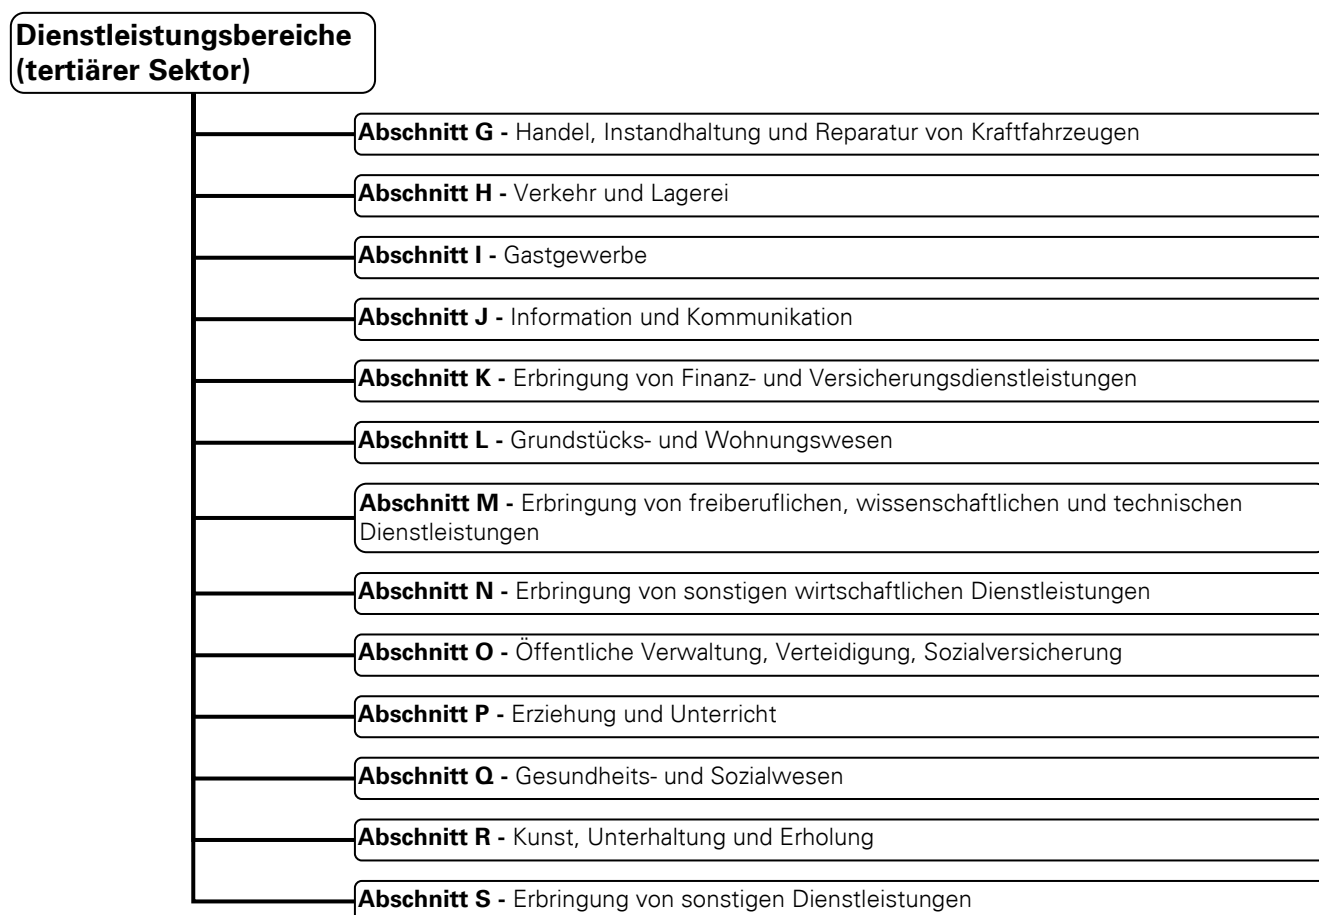 Dienstleistungsbereiche
(tertiärer Sektor)
Abschnitt G - Handel, Instandhaltung und Reparatur von Kraftfahrzeugen
Abschnitt H - Verkehr und Lagerei
Abschnitt I - Gastgewerbe
Abschnitt J - Information und Kommunikation
Abschnitt K - Erbringung von Finanz- und Versicherungsdienstleistungen
Abschnitt L - Grundstücks- und Wohnungswesen
Abschnitt M - Erbringung von freiberuflichen, wissenschaftlichen und technischen
Dienstleistungen
Abschnitt N - Erbringung von sonstigen wirtschaftlichen Dienstleistungen
Abschnitt O - Öffentliche Verwaltung, Verteidigung, Sozialversicherung
Abschnitt P - Erziehung und Unterricht
Abschnitt Q - Gesundheits- und Sozialwesen
Abschnitt R - Kunst, Unterhaltung und Erholung
Abschnitt S - Erbringung von sonstigen Dienstleistungen